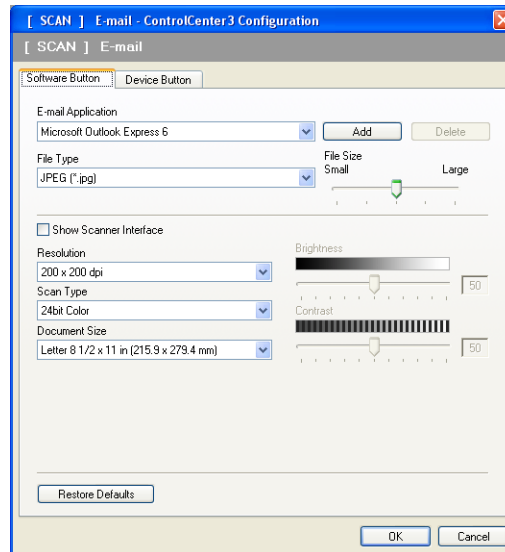 [ SCAN ] E-mail - ControlCenter3 Configuration
[ SCAN ] E-mail
Software Button
Device Button
E-mail Application
Microsoft Outlook Express 6
Add
Delete
File Type
JPEG (*.jpg)
File Size
Small
Large
Show Scanner Interface
Resolution
200 x 200 dpi
Scan Type
24bit Color
Document Size
Letter 8 1/2 x 11 in (215.9 x 279.4 mm)
Brightness
50
Contrast
50
Restore Defaults
OK
Cancel